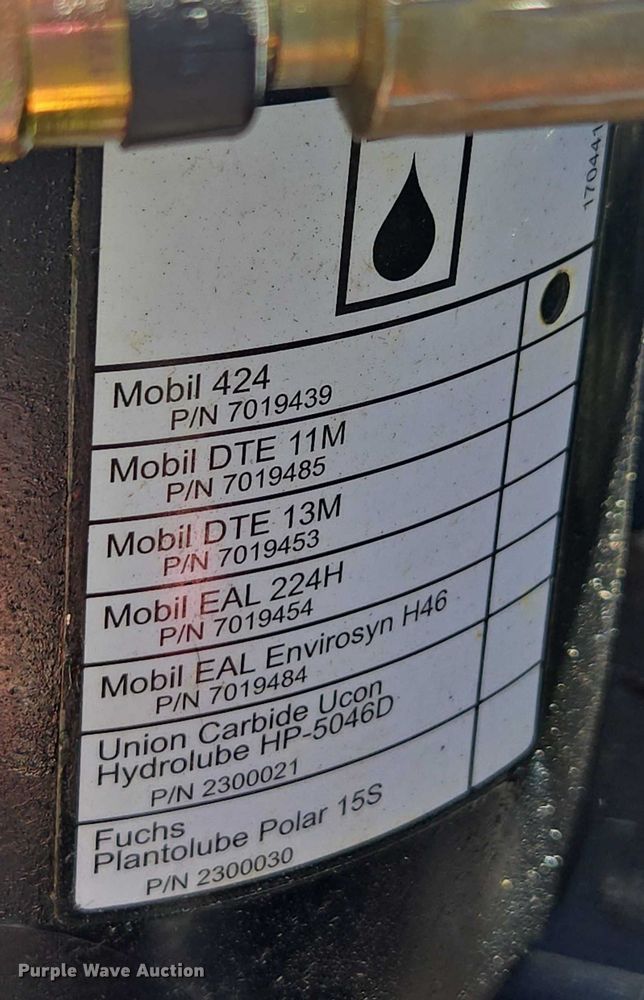 170441
Mobil 424
P/N 7019439
Mobil DTE 11M
P/N 7019485
Mobil DTE 13M
P/N 7019453
Mobil EAL 224H
P/N 7019454
Mobil EAL Envirosyn H46
P/N 7019484
Union Carbide Ucon
Hydrolube HP-5046D
P/N 2300021
Fuchs
Plantolube Polar 15S
P/N 2300030
Purple Wave Auction